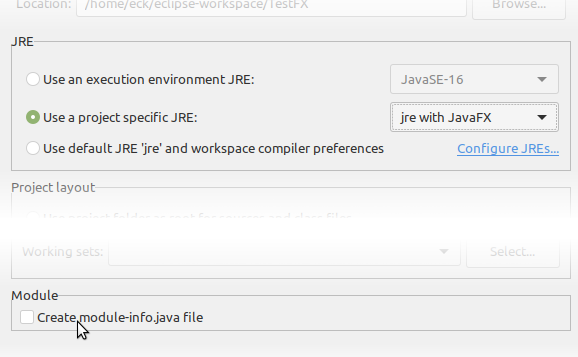 Location: /home/eck/eclipse-workspace/TestFX Browse...
JRE
Use an execution environment JRE: JavaSE-16
Use a project specific JRE: jre with JavaFX
Use default JRE 'jre' and workspace compiler preferences Configure JREs...
Project layout
Working sets: Select...
Module
Create module-info.java file